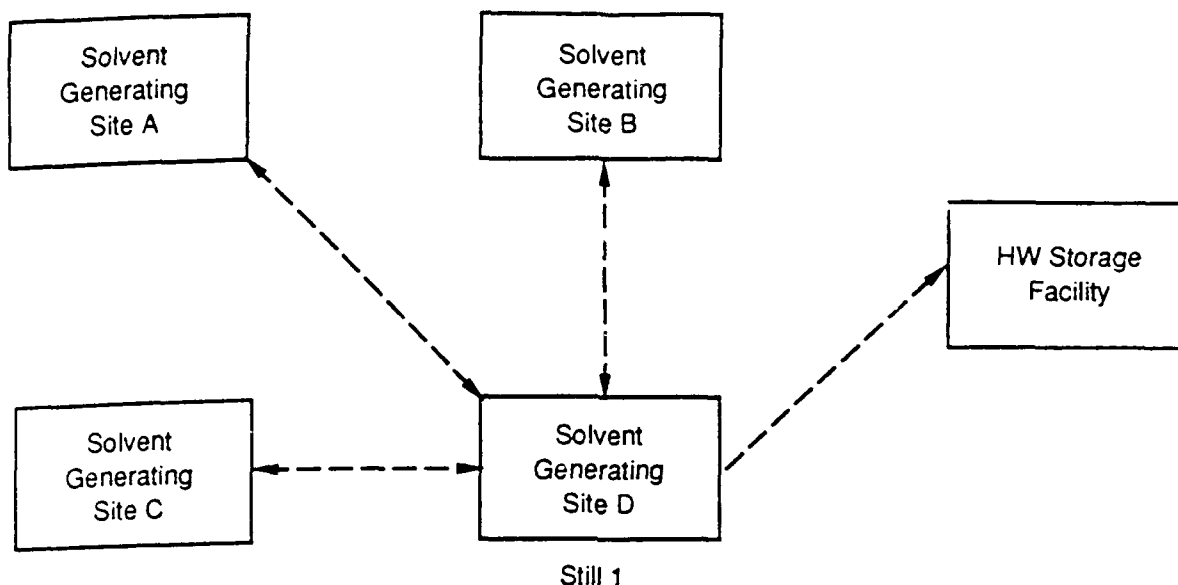 Solvent
Generating
Site A
Solvent
Generating
Site B
HW Storage
Facility
Solvent
Generating
Site C
Solvent
Generating
Site D
Still 1